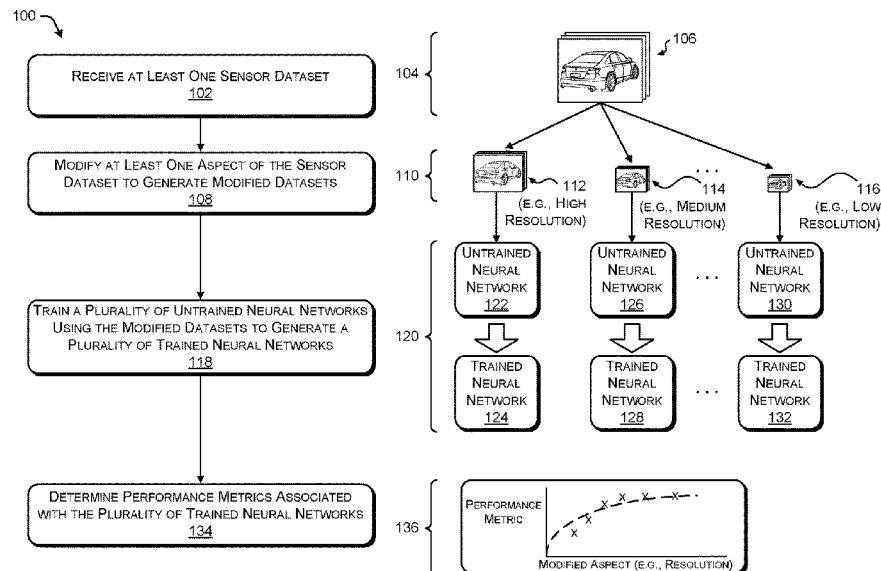 100
RECEIVE AT LEAST ONE SENSOR DATASET
102
104
106
MODIFY AT LEAST ONE ASPECT OF THE SENSOR
DATASET TO GENERATE MODIFIED DATASETS
108
110
112
(E.G., HIGH
RESOLUTION)
114
(E.G., MEDIUM
RESOLUTION)
. . .
116
(E.G., LOW
RESOLUTION)
TRAIN A PLURALITY OF UNTRAINED NEURAL NETWORKS
USING THE MODIFIED DATASETS TO GENERATE A
PLURALITY OF TRAINED NEURAL NETWORKS
118
120
UNTRAINED
NEURAL
NETWORK
122
UNTRAINED
NEURAL
NETWORK
126
. . .
UNTRAINED
NEURAL
NETWORK
130
TRAINED
NEURAL
NETWORK
124
TRAINED
NEURAL
NETWORK
128
. . .
TRAINED
NEURAL
NETWORK
132
DETERMINE PERFORMANCE METRICS ASSOCIATED
WITH THE PLURALITY OF TRAINED NEURAL NETWORKS
134
136
PERFORMANCE
METRIC
MODIFIED ASPECT (E.G., RESOLUTION)